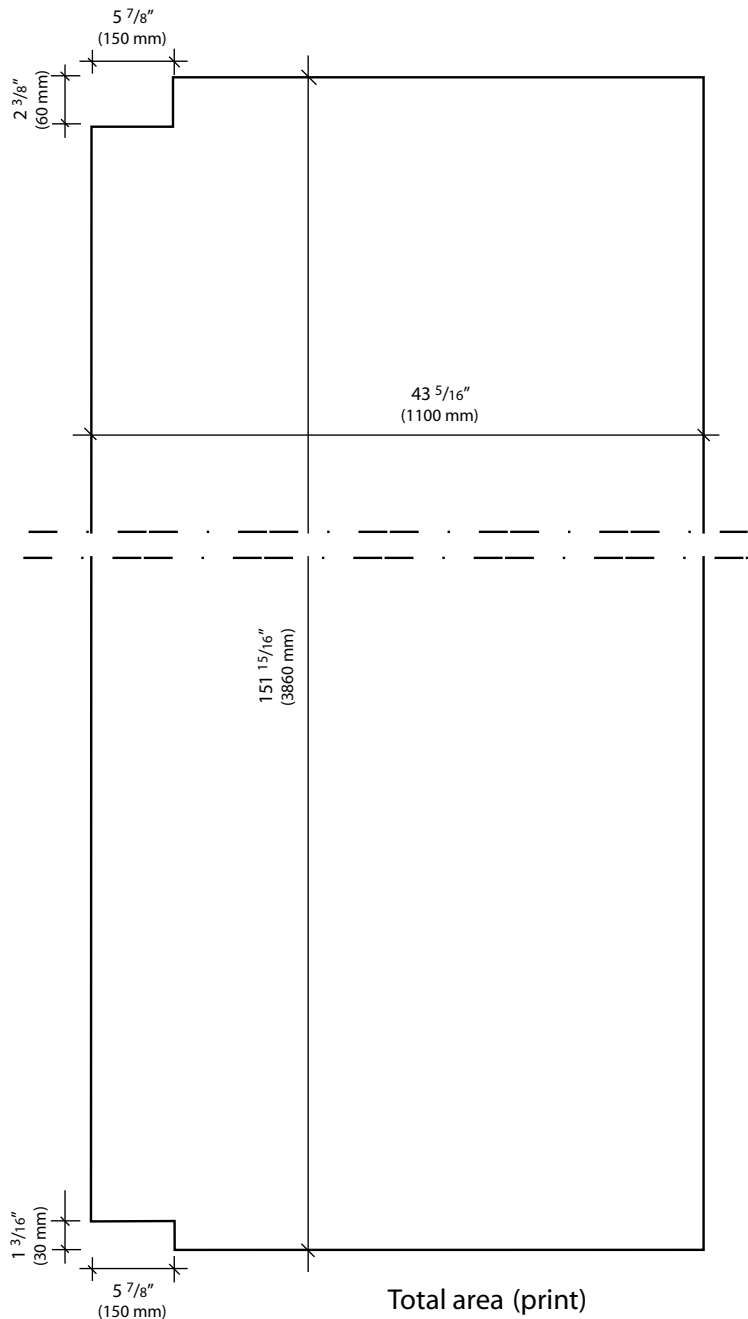 5 7/8"
(150 mm)
2 3/8"
(60 mm)
43 5/16"
(1100 mm)
151 15/16"
(3860 mm)
1 3/16"
(30 mm)
5 7/8"
(150 mm)
Total area (print)